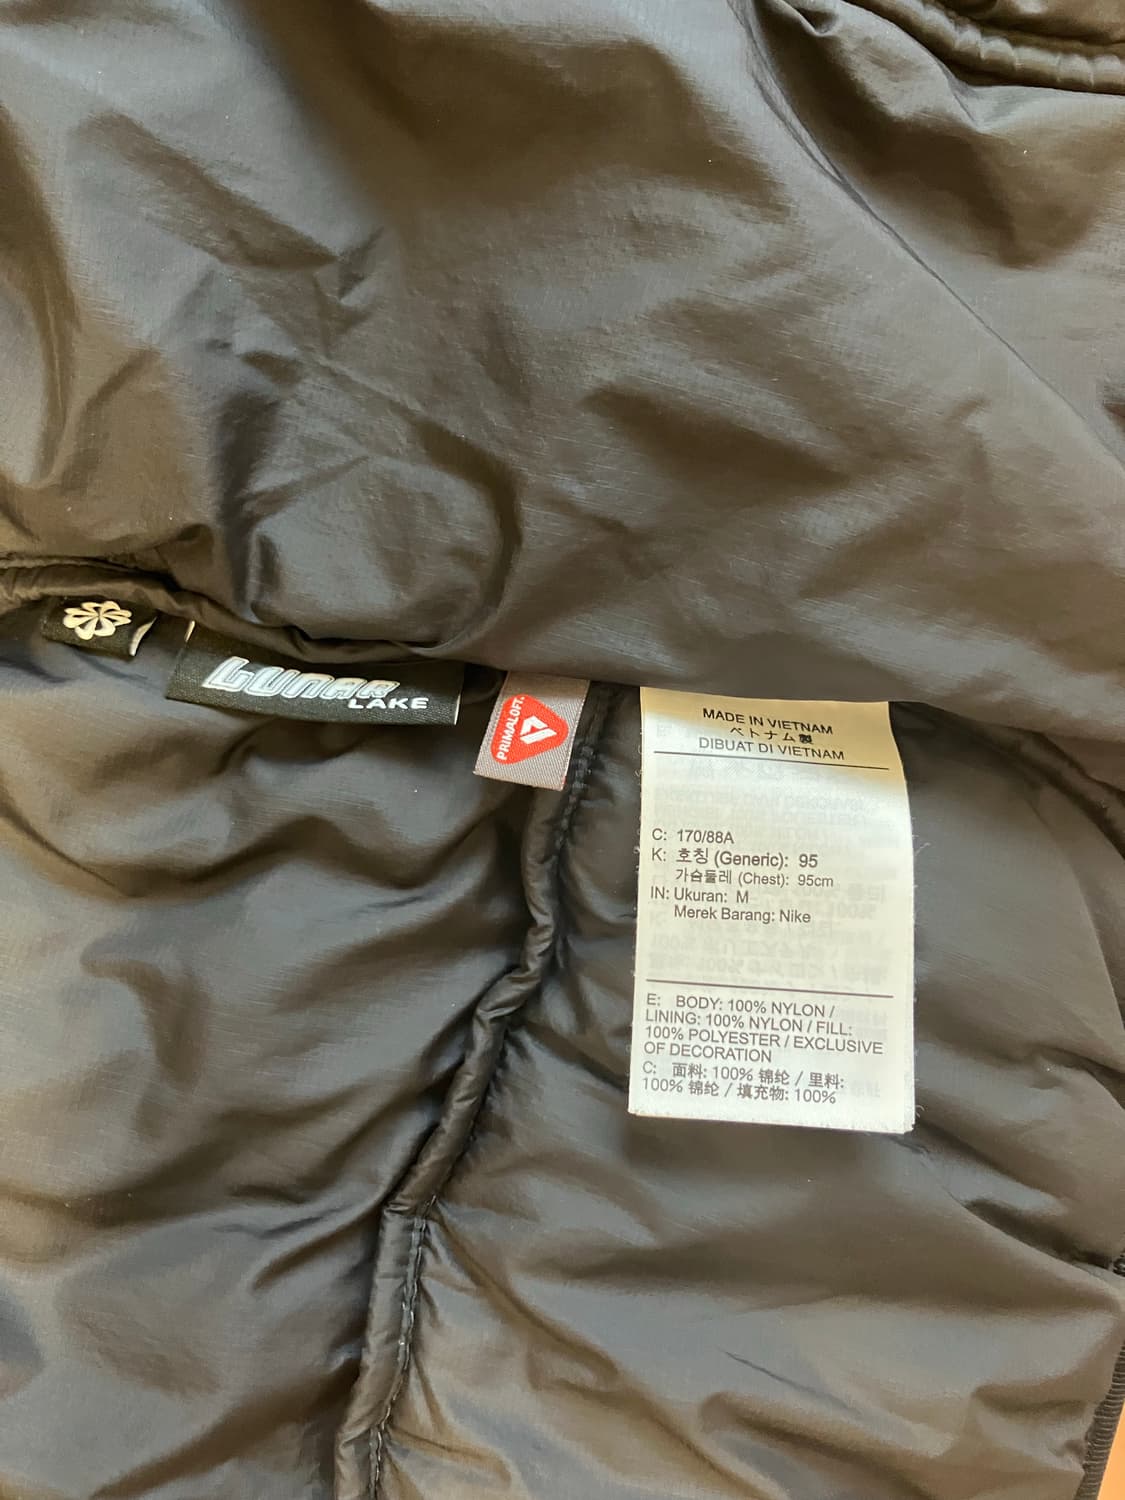 LUNAR
LAKE
PRIMALOFT.
MADE IN VIETNAM
ベトナム製
DIBUAT DI VIETNAM
C: 170/88A
K: 호칭 (Generic): 95
가슴둘레 (Chest): 95cm
IN: Ukuran: M
Merek Barang: Nike
E: BODY: 100% NYLON /
LINING: 100% NYLON / FILL:
100% POLYESTER / EXCLUSIVE
OF DECORATION
C: 面料: 100% 锦纶 / 里料:
100% 锦纶 / 填充物: 100%